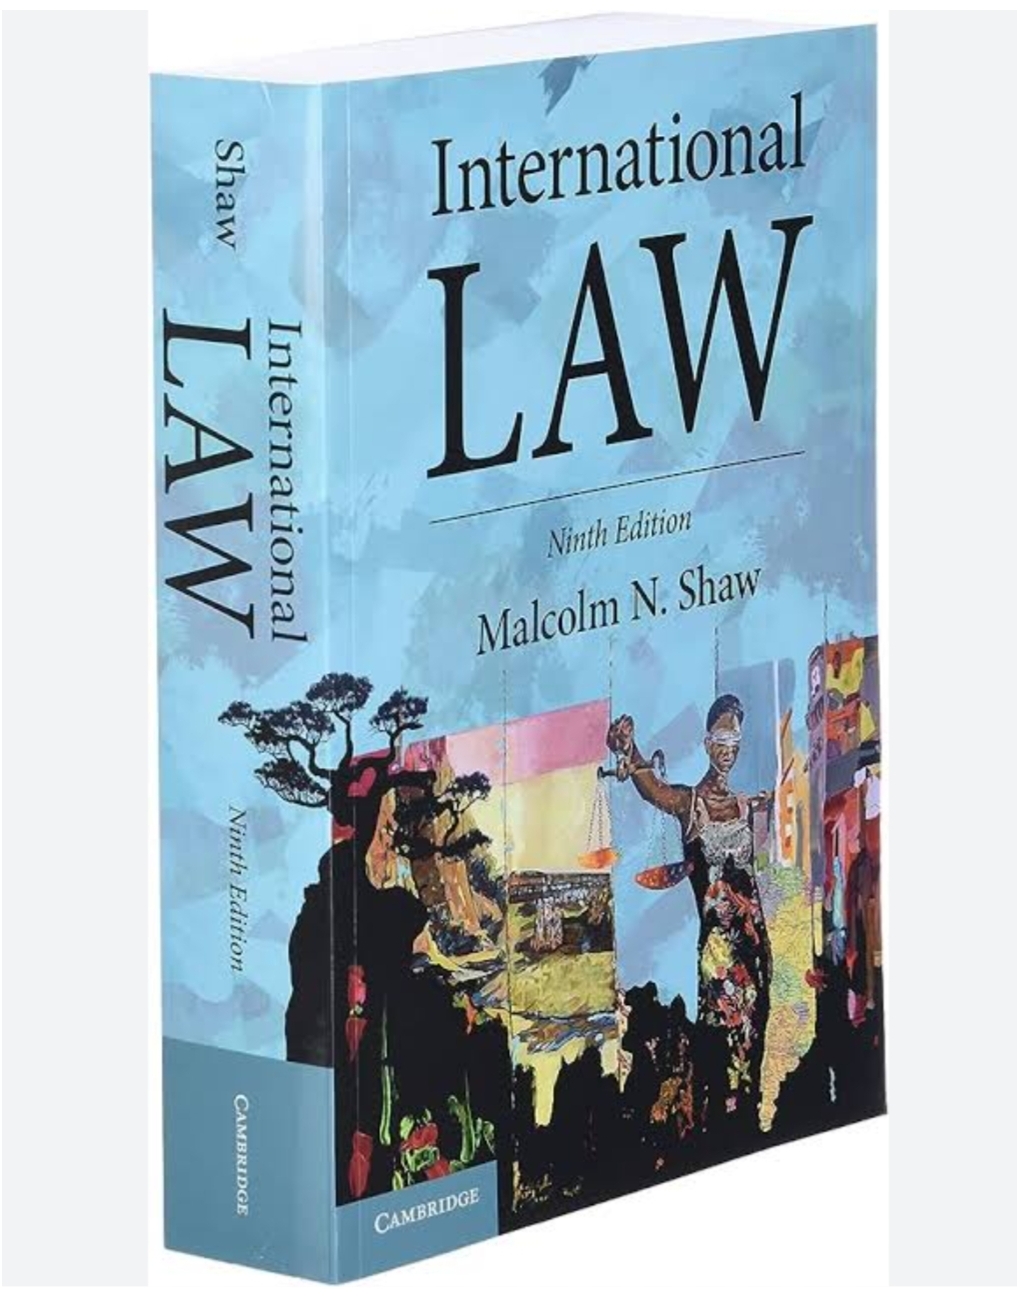 International
LAW
Ninth Edition
Malcolm N. Shaw
CAMBRIDGE
Shaw
International
LAW
Ninth Edition
CAMBRIDGE